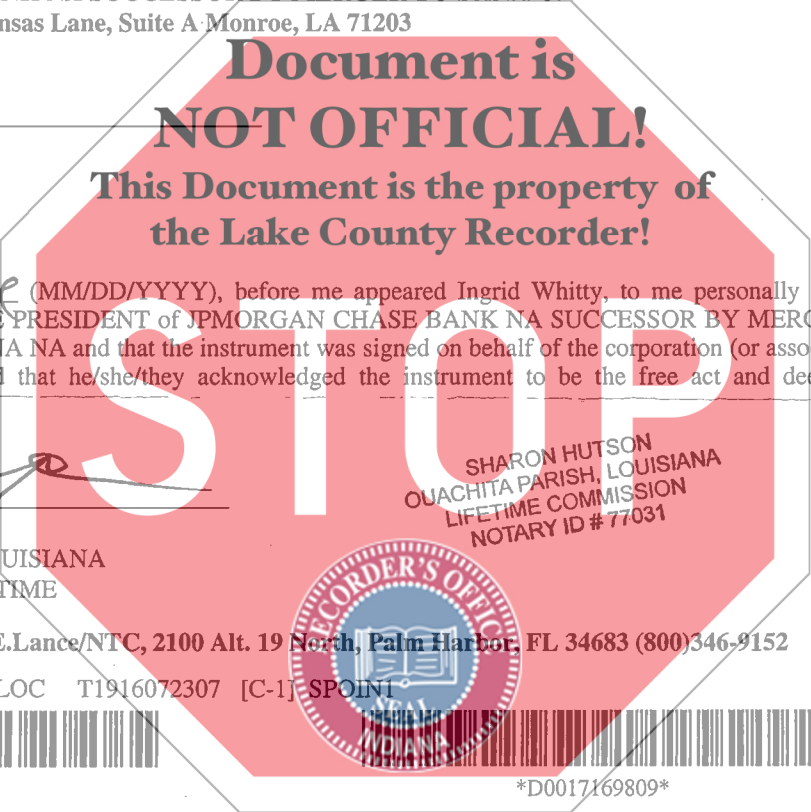 nsas Lane, Suite A Monroe, LA 71203
Document is
NOT OFFICIAL!
This Document is the property of
the Lake County Recorder!
(MM/DD/YYYY), before me appeared Ingrid Whitty, to me personally
PRESIDENT of JPMORGAN CHASE BANK NA SUCCESSOR BY MERG
NA NA and that the instrument was signed on behalf of the corporation (or asso
that he/she/they acknowledged the instrument to be the free act and dee
STOP
SHARON HUTSON
OUACHITA PARISH, LOUISIANA
LIFETIME COMMISSION
NOTARY ID # 77031
UISIANA
TIME
E.Lance/NTC, 2100 Alt. 19 North, Palm Harbor, FL 34683 (800)346-9152
LOC T1916072307 [C-1] SPOIN1
RECORDER'S OFFICE
SEAL
INDIANA
*D0017169809*